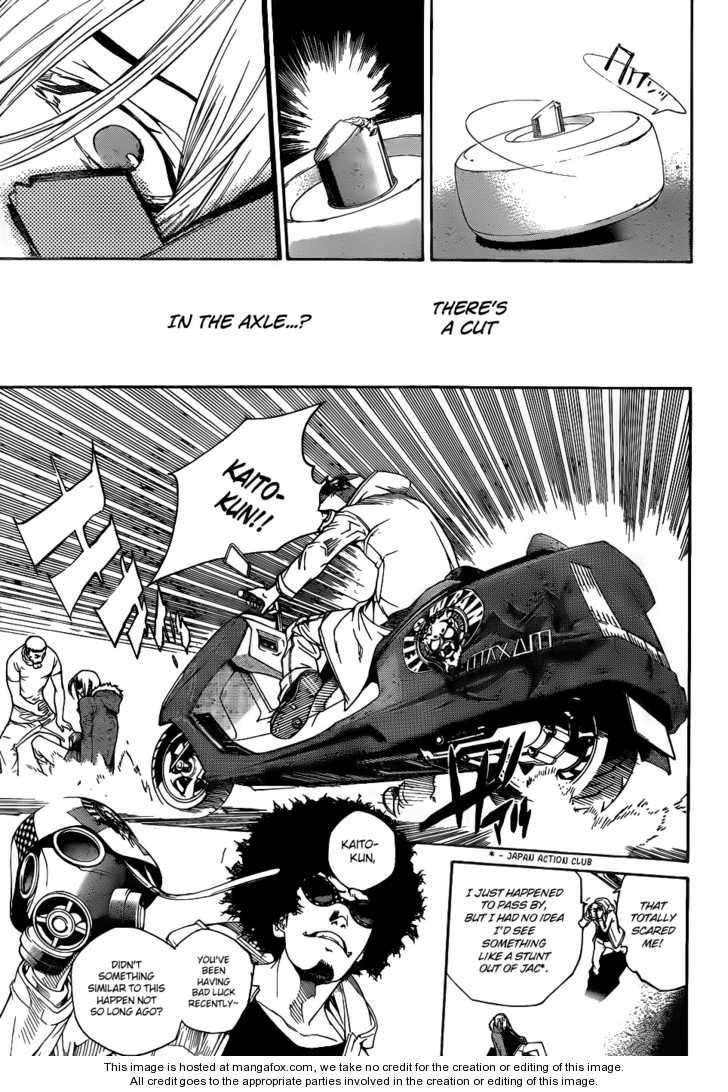 THERE'S
A CUT
IN THE AXLE...?
KAITO-
KUN!!
MAXAM
* - JAPAN ACTION CLUB
THAT
TOTALLY
SCARED
ME!
I JUST HAPPENED
TO PASS BY,
BUT I HAD NO IDEA
I'D SEE
SOMETHING
LIKE A STUNT
OUT OF JAC*.
KAITO-
KUN,
YOU'VE
BEEN
HAVING
BAD LUCK
RECENTLY~
DIDN'T
SOMETHING
SIMILAR TO THIS
HAPPEN NOT
SO LONG AGO?
This image is hosted at mangafox.com, we take no credit for the creation or editing of this image.
All credit goes to the appropriate parties involved in the creation and editing of this image.